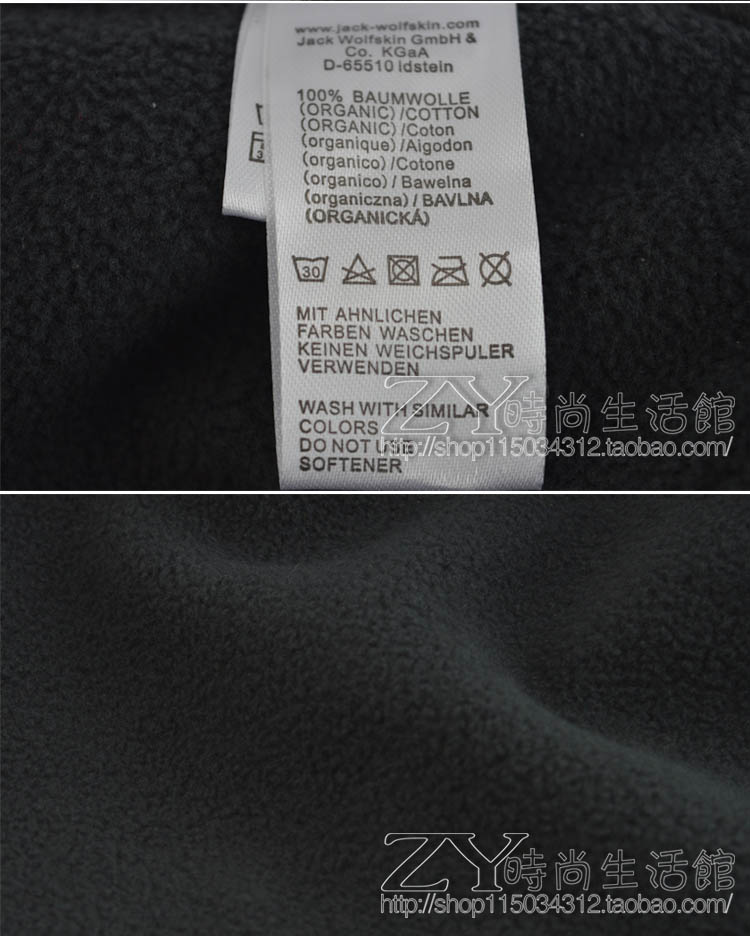 www.jack-wolfskin.com
Jack Wolfskin GmbH &
Co. KGaA
D-65510 idstein
100% BAUMWOLLE
(ORGANIC)/COTTON
(ORGANIC)/Coton
(organique)/Algodon
(organico)/Cotone
(organico)/Bawelna
(organiczna)/BAVLNA
(ORGANICKÁ)
30
MIT AHNLICHEN
FARBEN WASCHEN
KEINEN WEICHSPULER
VERWENDEN
WASH WITH SIMILAR
COLORS
DO NOT USE
SOFTENER
ZY時尚生活館
http://shop115034312.taobao.com/
ZY時尚生活館
http://shop115034312.taobao.com/